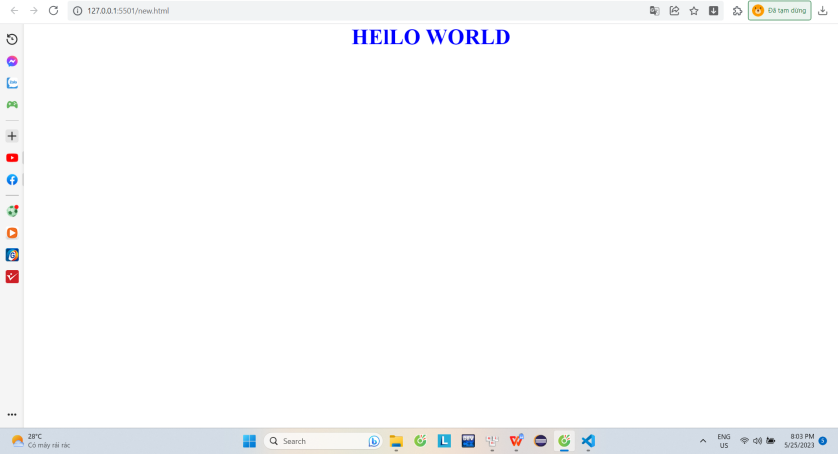 127.0.0.1:5501/new.html
Đã tạm dừng
HElLO WORLD
28°C
Có mây rải rác
Search
ENG
US
8:03 PM
5/25/2023